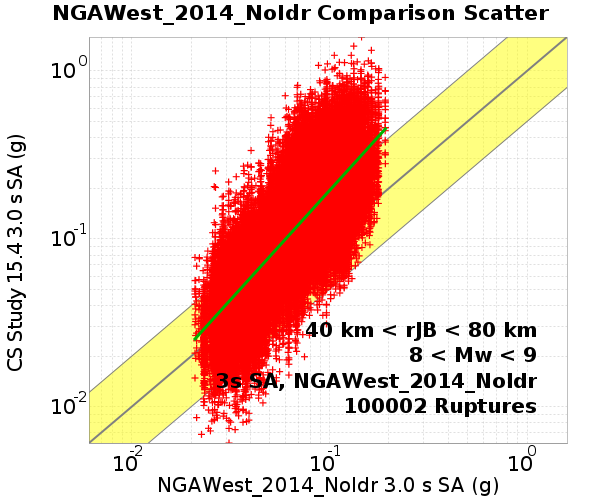 NGAWest_2014_NoIdr Comparison Scatter
10^0
10^-1
10^-2
CS Study 15.4 3.0 s SA (g)
40 km < rJB < 80 km
8 < Mw < 9
3s SA, NGAWest_2014_NoIdr
100002 Ruptures
10^-2 10^-1 10^0
NGAWest_2014_NoIdr 3.0 s SA (g)